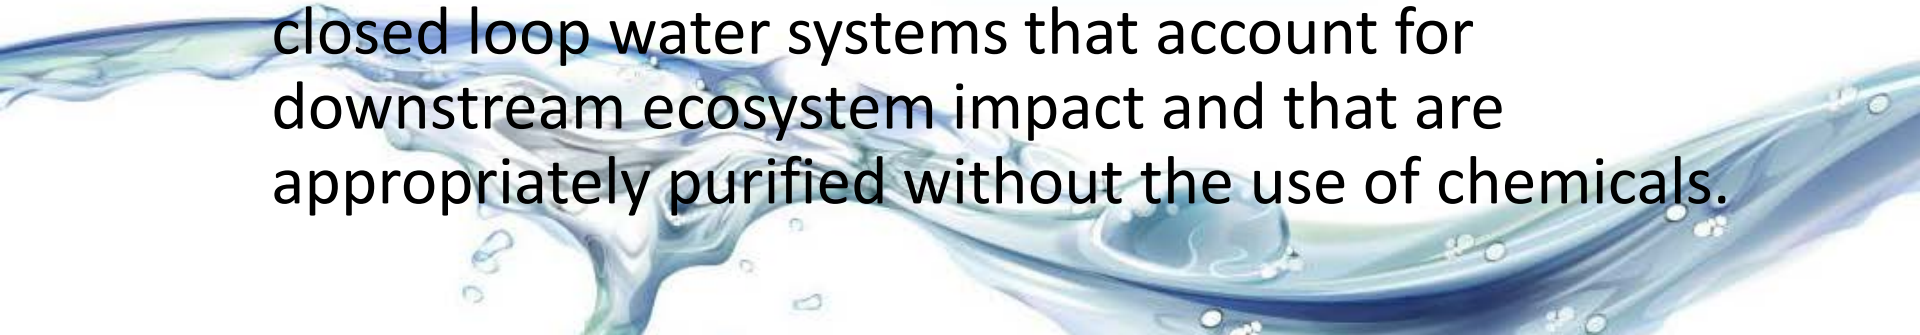 closed loop water systems that account for
downstream ecosystem impact and that are
appropriately purified without the use of chemicals.